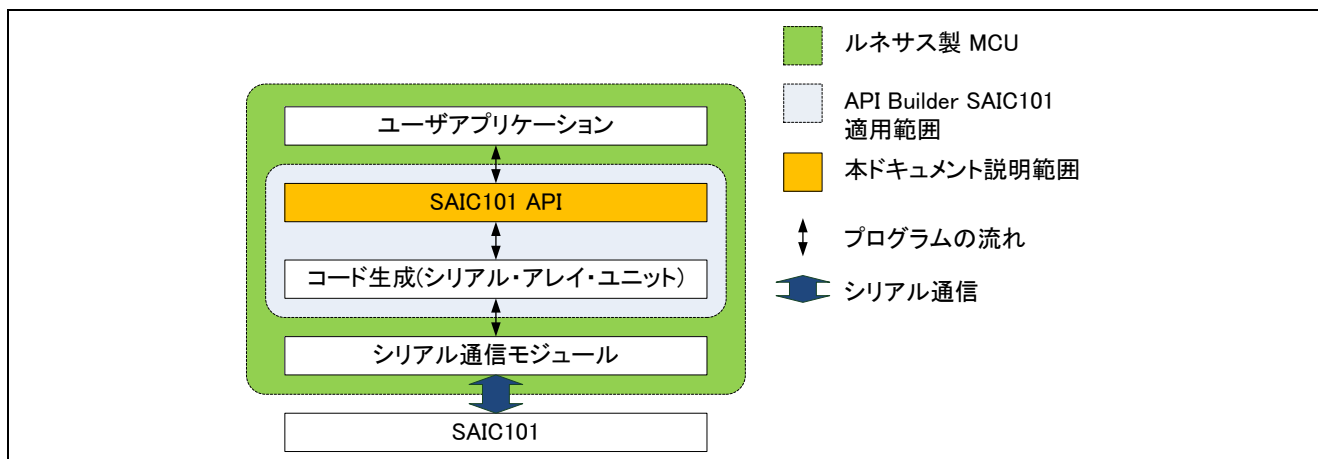 ユーザアプリケーション
SAIC101 API
コード生成(シリアル・アレイ・ユニット)
シリアル通信モジュール
SAIC101
ルネサス製 MCU
API Builder SAIC101
適用範囲
本ドキュメント説明範囲
プログラムの流れ
シリアル通信